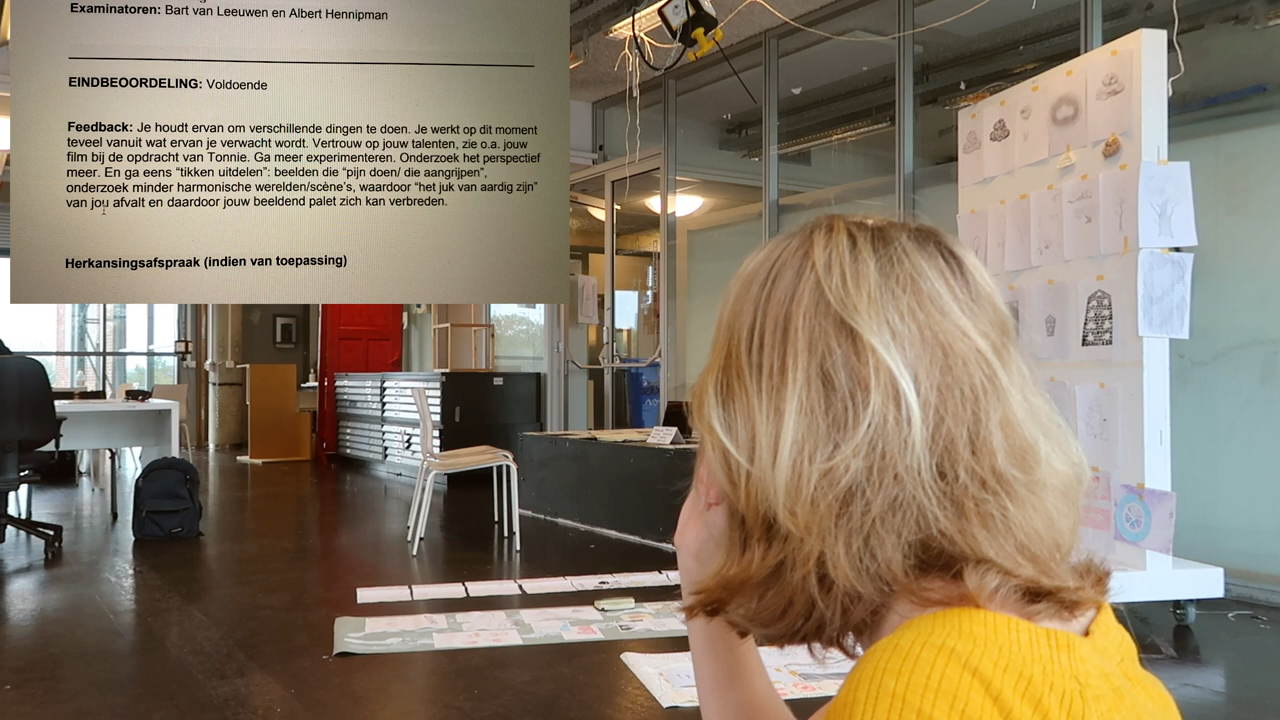 Examinatoren: Bart van Leeuwen en Albert Hennipman
EINDBEOORDELING: Voldoende
Feedback: Je houdt ervan om verschillende dingen te doen. Je werkt op dit moment
teveel vanuit wat ervan je verwacht wordt. Vertrouw op jouw talenten, zie o.a. jouw
film bij de opdracht van Tonnie. Ga meer experimenteren. Onderzoek het perspectief
meer. En ga eens “tikken uitdelen”: beelden die “pijn doen/ die aangrijpen”,
onderzoek minder harmonische werelden/scène’s, waardoor “het juk van aardig zijn”
van jou afvalt en daardoor jouw beeldend palet zich kan verbreden.
Herkansingsafspraak (indien van toepassing)